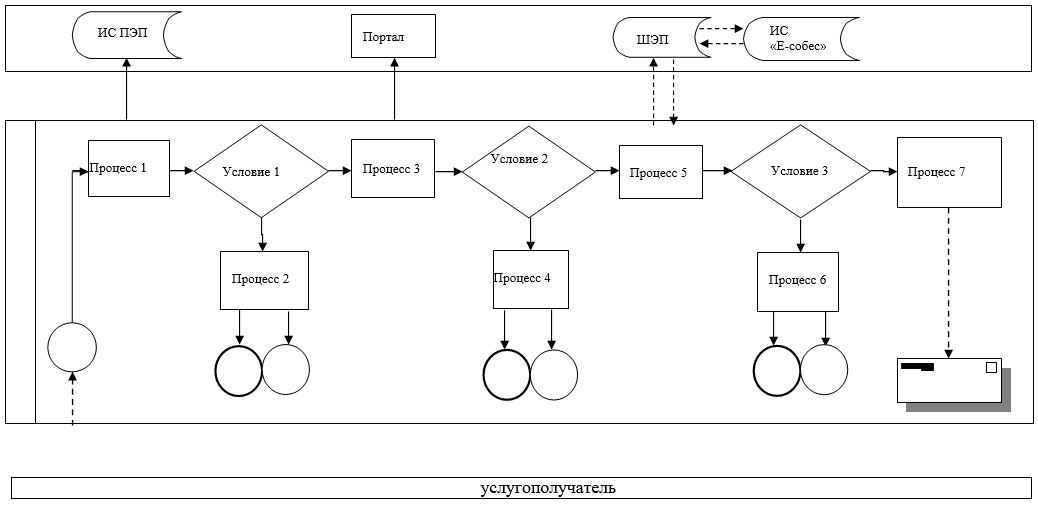 ИС ПЭП
Портал
ШЭП
ИС
«Е-собес»
Процесс 1
Условие 1
Процесс 3
Условие 2
Процесс 5
Условие 3
Процесс 7
Процесс 2
Процесс 4
Процесс 6
услугополучатель